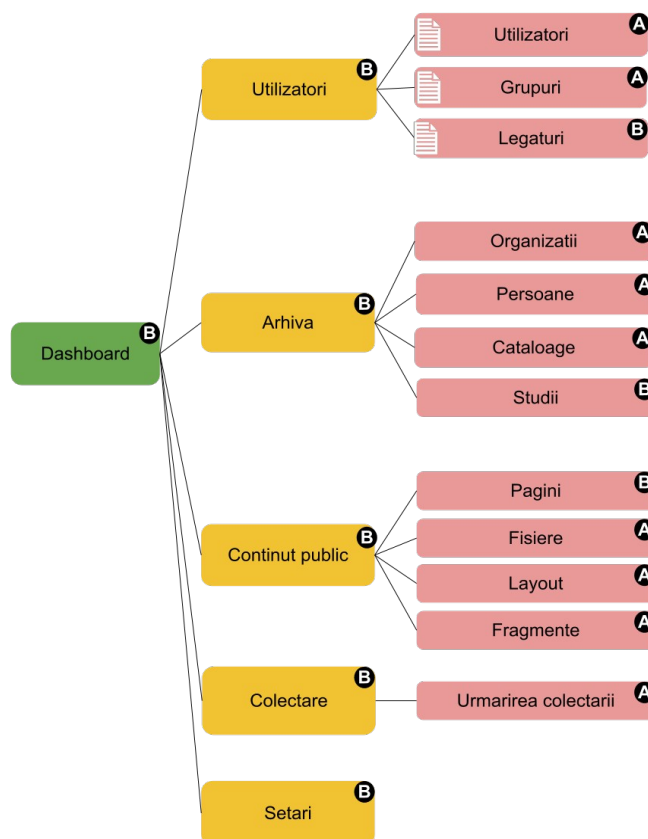 A
Utilizatori
B
Utilizatori
A
Grupuri
B
Legaturi
A
Organizatii
A
Persoane
B
Arhiva
A
Cataloage
B
Studii
B
Dashboard
B
Pagini
A
Fisiere
B
Continut public
A
Layout
A
Fragmente
B
Colectare
A
Urmarirea colectarii
B
Setari